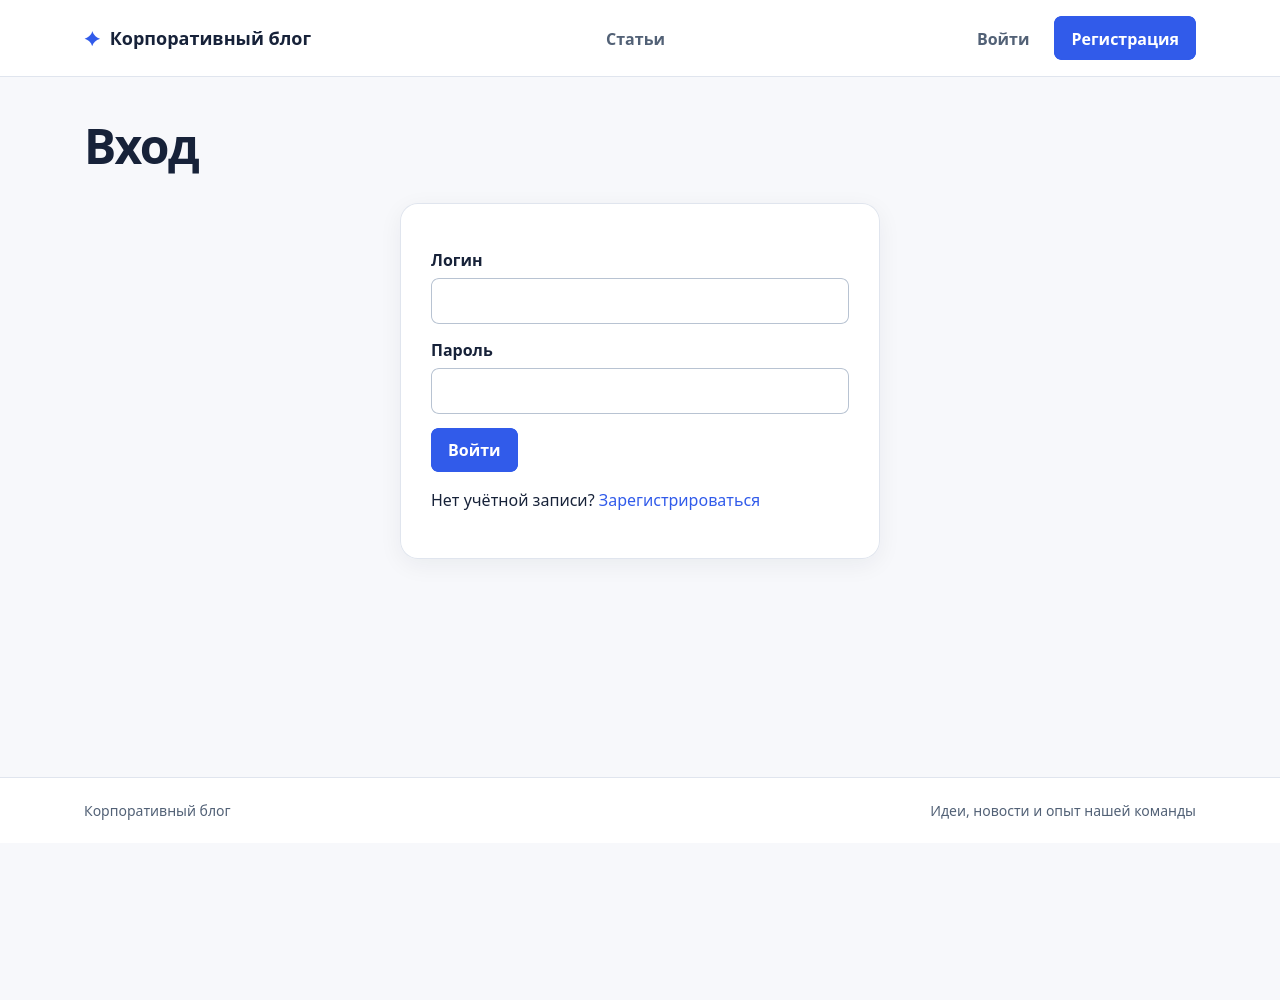 ✦ Корпоративный блог
Статьи
Войти
Регистрация
Вход
Логин
Пароль
Войти
Нет учётной записи? Зарегистрироваться
Корпоративный блог
Идеи, новости и опыт нашей команды